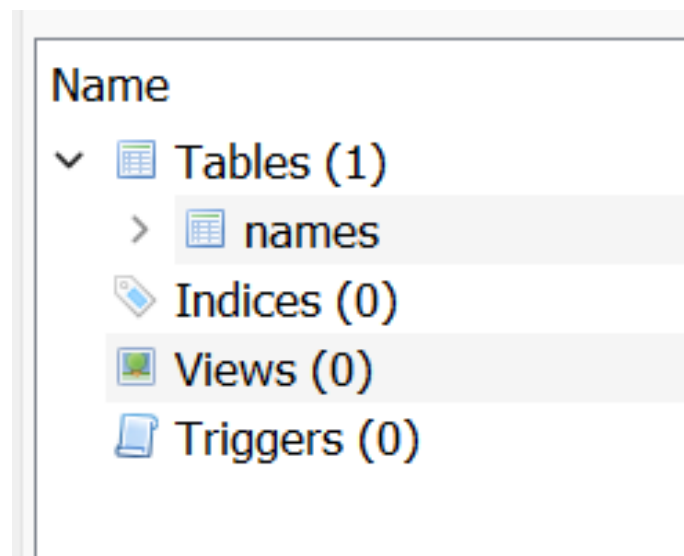 Name
Tables (1)
names
Indices (0)
Views (0)
Triggers (0)